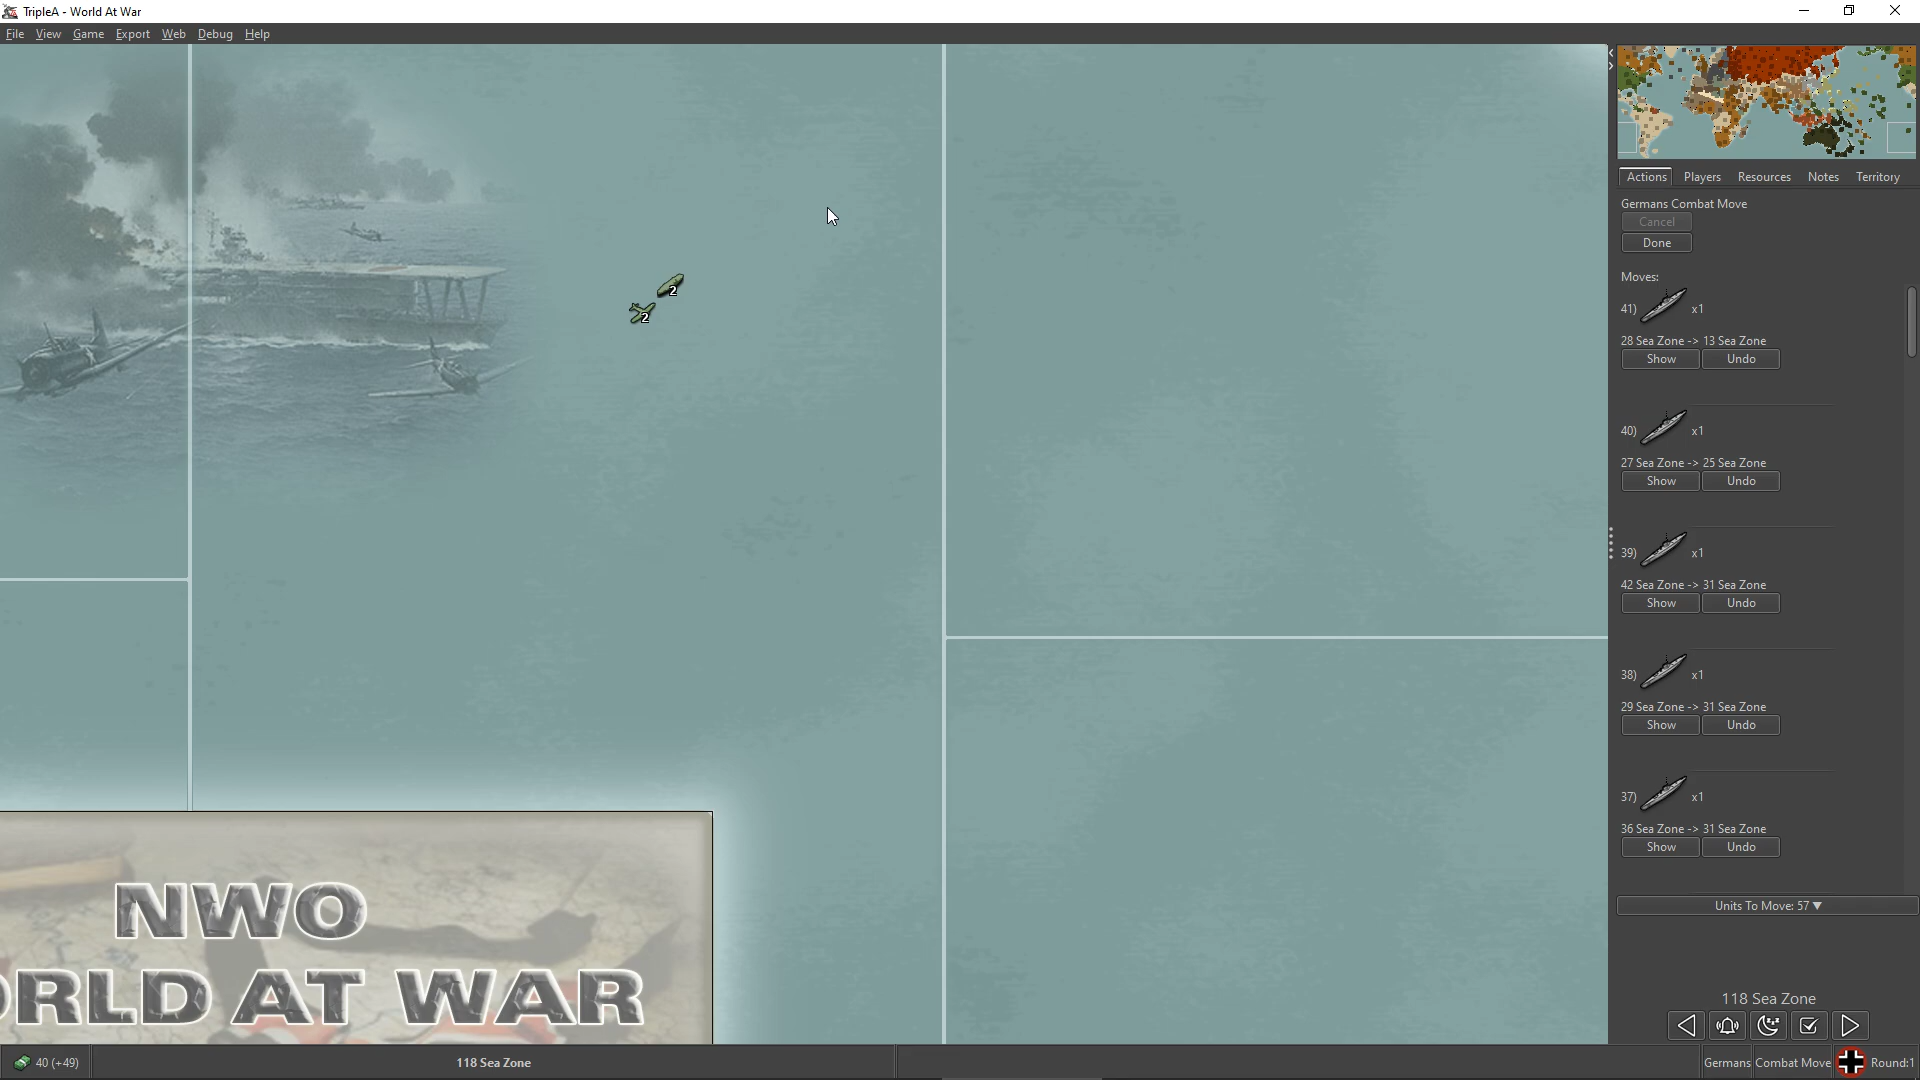 TripleA - World At War
File View Game Export Web Debug Help
2
2
Actions Players Resources Notes Territory
Germans Combat Move
Cancel
Done
Moves:
41) x1
28 Sea Zone -> 13 Sea Zone
Show Undo
40) x1
27 Sea Zone -> 25 Sea Zone
Show Undo
39) x1
42 Sea Zone -> 31 Sea Zone
Show Undo
38) x1
29 Sea Zone -> 31 Sea Zone
Show Undo
37) x1
36 Sea Zone -> 31 Sea Zone
Show Undo
Units To Move: 57
118 Sea Zone
NWO
ORLD AT WAR
40 (+49) 118 Sea Zone Germans Combat Move Round:1